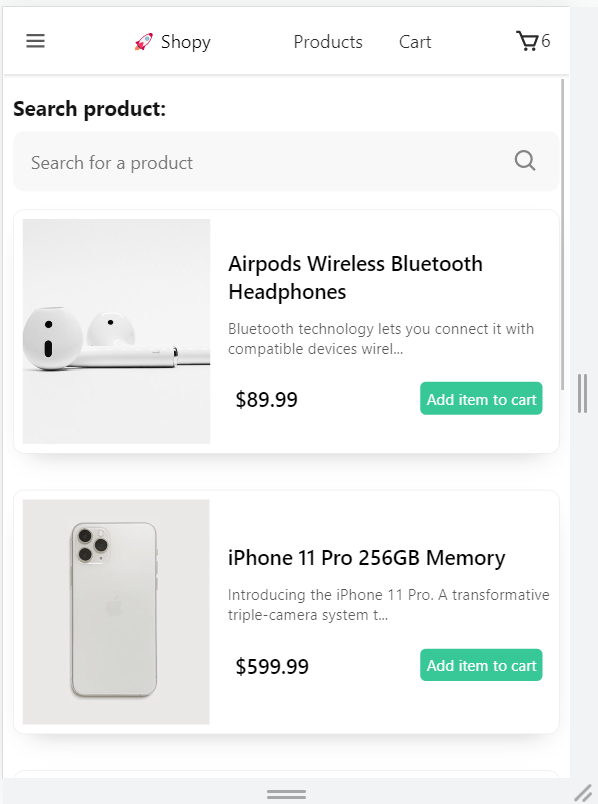 Shopy Products Cart 6
Search product:
Search for a product
Airpods Wireless Bluetooth
Headphones
Bluetooth technology lets you connect it with
compatible devices wirel...
$89.99 Add item to cart
iPhone 11 Pro 256GB Memory
Introducing the iPhone 11 Pro. A transformative
triple-camera system t...
$599.99 Add item to cart